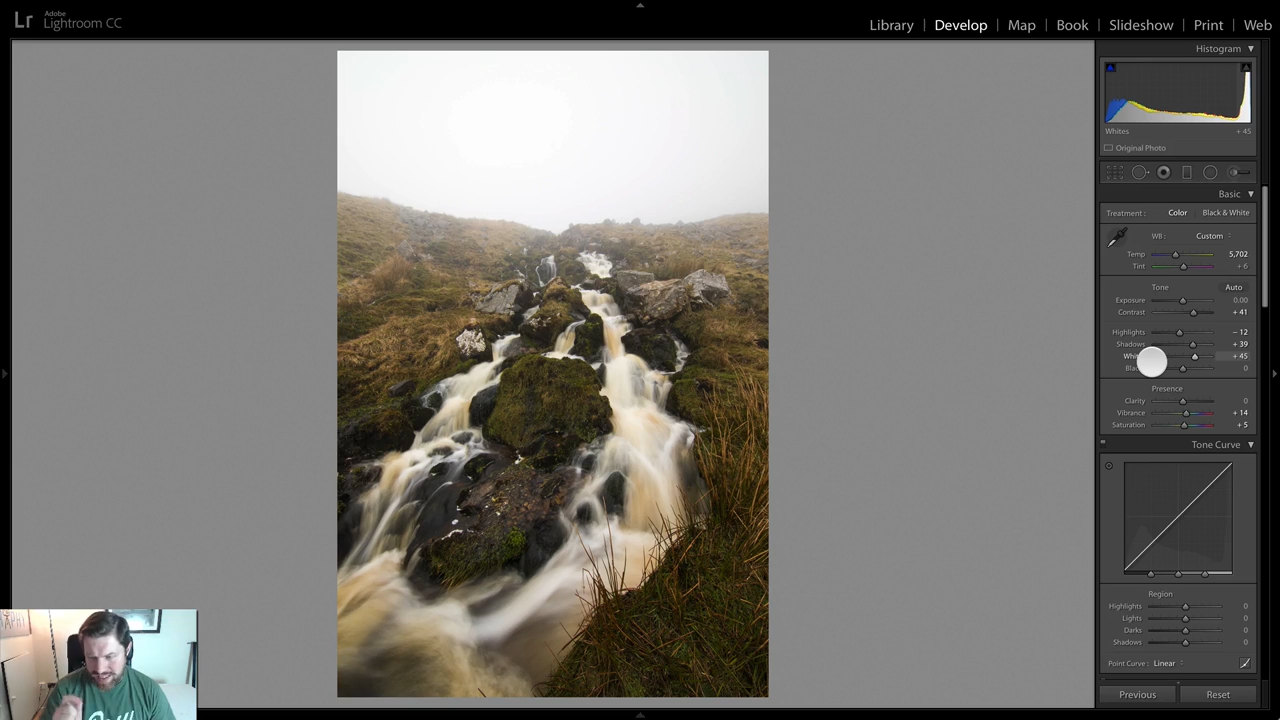 Lr Adobe
Lightroom CC
Library | Develop | Map | Book | Slideshow | Print | Web
Histogram
Whites + 45
Original Photo
Basic
Treatment : Color Black & White
WB : Custom
Temp 5,702
Tint + 6
Tone Auto
Exposure 0.00
Contrast + 41
Highlights − 12
Shadows + 39
+ 45
0
Presence
Clarity 0
Vibrance + 14
Saturation + 5
Tone Curve
Region
Highlights 0
Lights 0
Darks 0
Shadows 0
Point Curve : Linear
Previous Reset